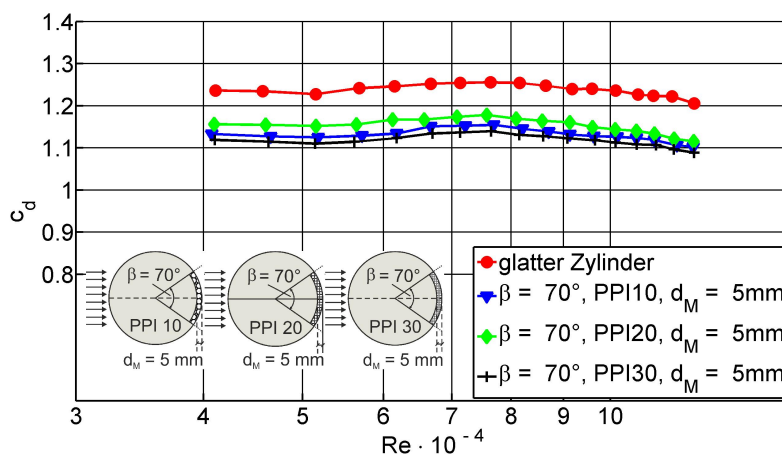 1.4
1.3
1.2
1.1
1
0.9
0.8
c_d
β = 70° β = 70° β = 70°
PPI 10 PPI 20 PPI 30
d_M = 5 mm d_M = 5 mm d_M = 5 mm
glatter Zylinder
β = 70°, PPI10, d_M = 5mm
β = 70°, PPI20, d_M = 5mm
β = 70°, PPI30, d_M = 5mm
3 4 5 6 7 8 9 10
Re · 10⁻⁴